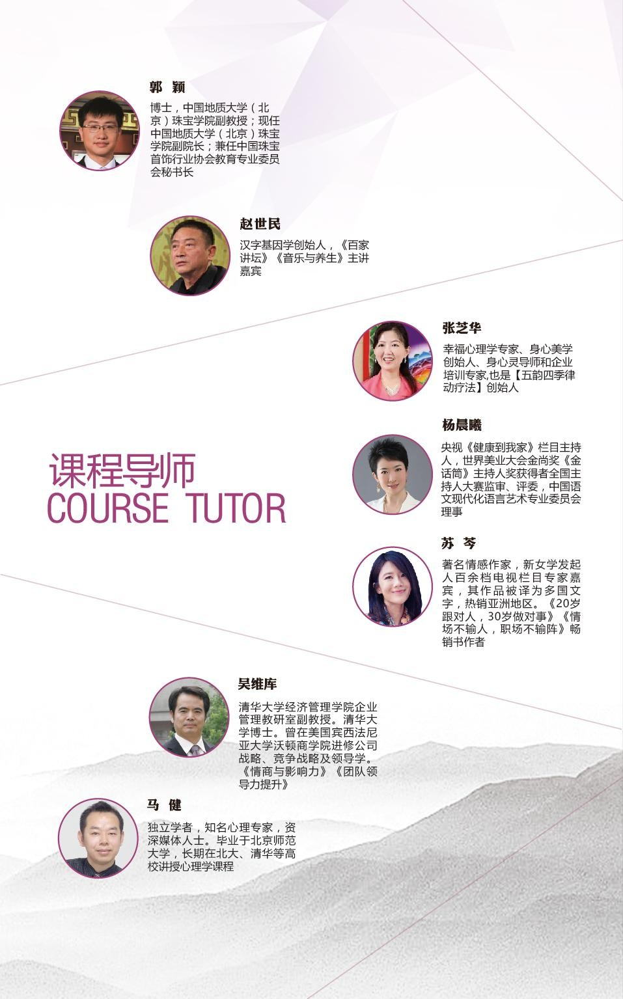 郭 颖
博士，中国地质大学（北
京）珠宝学院副教授；现任
中国地质大学（北京）珠宝
学院副院长；兼任中国珠宝
首饰行业协会教育专业委员
会秘书长
赵世民
汉字基因学创始人，《百家
讲坛》《音乐与养生》主讲
嘉宾
张芝华
幸福心理学专家、身心美学
创始人、身心灵导师和企业
培训专家,也是【五韵四季律
动疗法】创始人
杨晨曦
央视《健康到我家》栏目主持
人，世界美业大会金尚奖《金
话筒》主持人奖获得者全国主
持人大赛监审、评委，中国语
文现代化语言艺术专业委员会
理事
课程导师
COURSE TUTOR
苏 芩
著名情感作家，新女学发起
人百余档电视栏目专家嘉
宾，其作品被译为多国文
字，热销亚洲地区。《20岁
跟对人，30岁做对事》《情
场不输人，职场不输阵》畅
销书作者
吴维库
清华大学经济管理学院企业
管理教研室副教授。清华大
学博士。曾在美国宾西法尼
亚大学沃顿商学院进修公司
战略、竞争战略及领导学。
《情商与影响力》《团队领
导力提升》
马 健
独立学者，知名心理专家，资
深媒体人士。毕业于北京师范
大学，长期在北大、清华等高
校讲授心理学课程